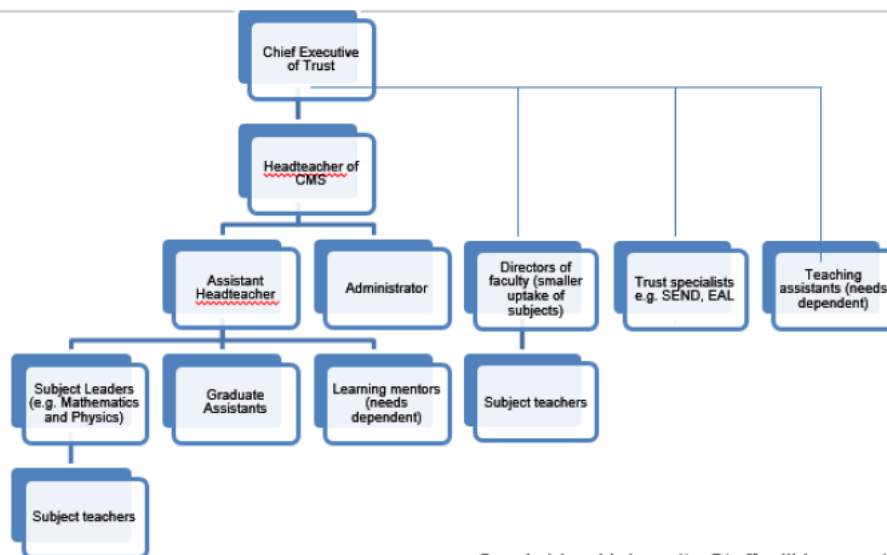 Chief Executive
of Trust
Headteacher of
CMS
Assistant
Headteacher
Administrator
Directors of
faculty (smaller
uptake of
subjects)
Trust specialists
e.g. SEND, EAL
Teaching
assistants (needs
dependent)
Subject Leaders
(e.g. Mathematics
and Physics)
Graduate
Assistants
Learning mentors
(needs
dependent)
Subject teachers
Subject teachers